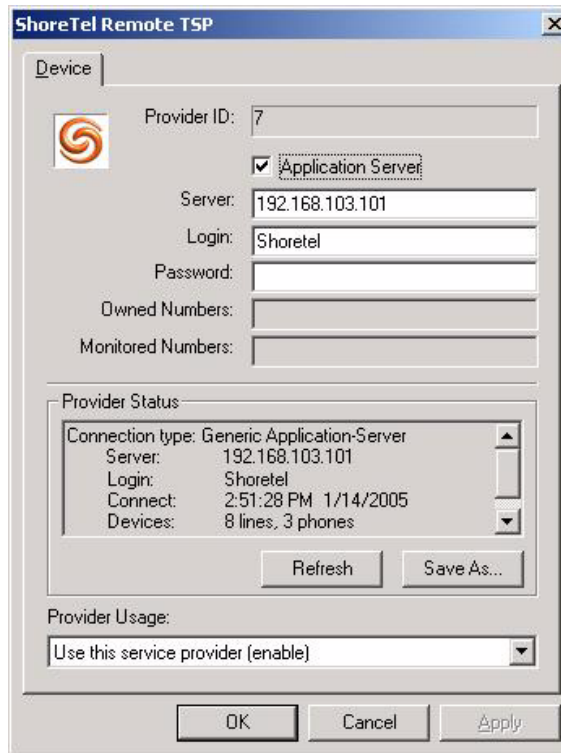 ShoreTel Remote TSP
Device
Provider ID: 7
Application Server
Server: 192.168.103.101
Login: Shoretel
Password:
Owned Numbers:
Monitored Numbers:
Provider Status
Connection type: Generic Application-Server
Server: 192.168.103.101
Login: Shoretel
Connect: 2:51:28 PM 1/14/2005
Devices: 8 lines, 3 phones
Refresh Save As...
Provider Usage:
Use this service provider (enable)
OK Cancel Apply